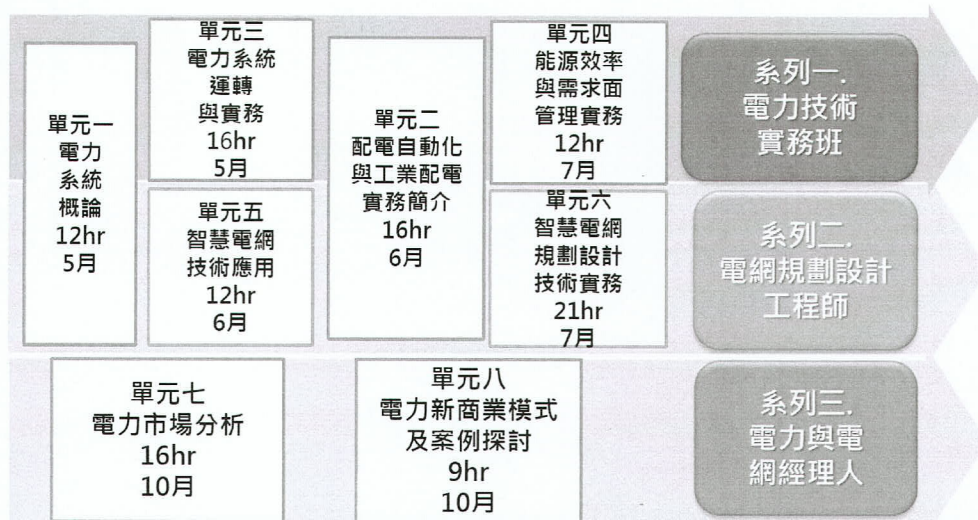 單元一
電力
系統
概論
12hr
5月
單元三
電力系統
運轉
與實務
16hr
5月
單元五
智慧電網
技術應用
12hr
6月
單元二
配電自動化
與工業配電
實務簡介
16hr
6月
單元四
能源效率
與需求面
管理實務
12hr
7月
單元六
智慧電網
規劃設計
技術實務
21hr
7月
系列一.
電力技術
實務班
系列二.
電網規劃設計
工程師
單元七
電力市場分析
16hr
10月
單元八
電力新商業模式
及案例探討
9hr
10月
系列三.
電力與電
網經理人